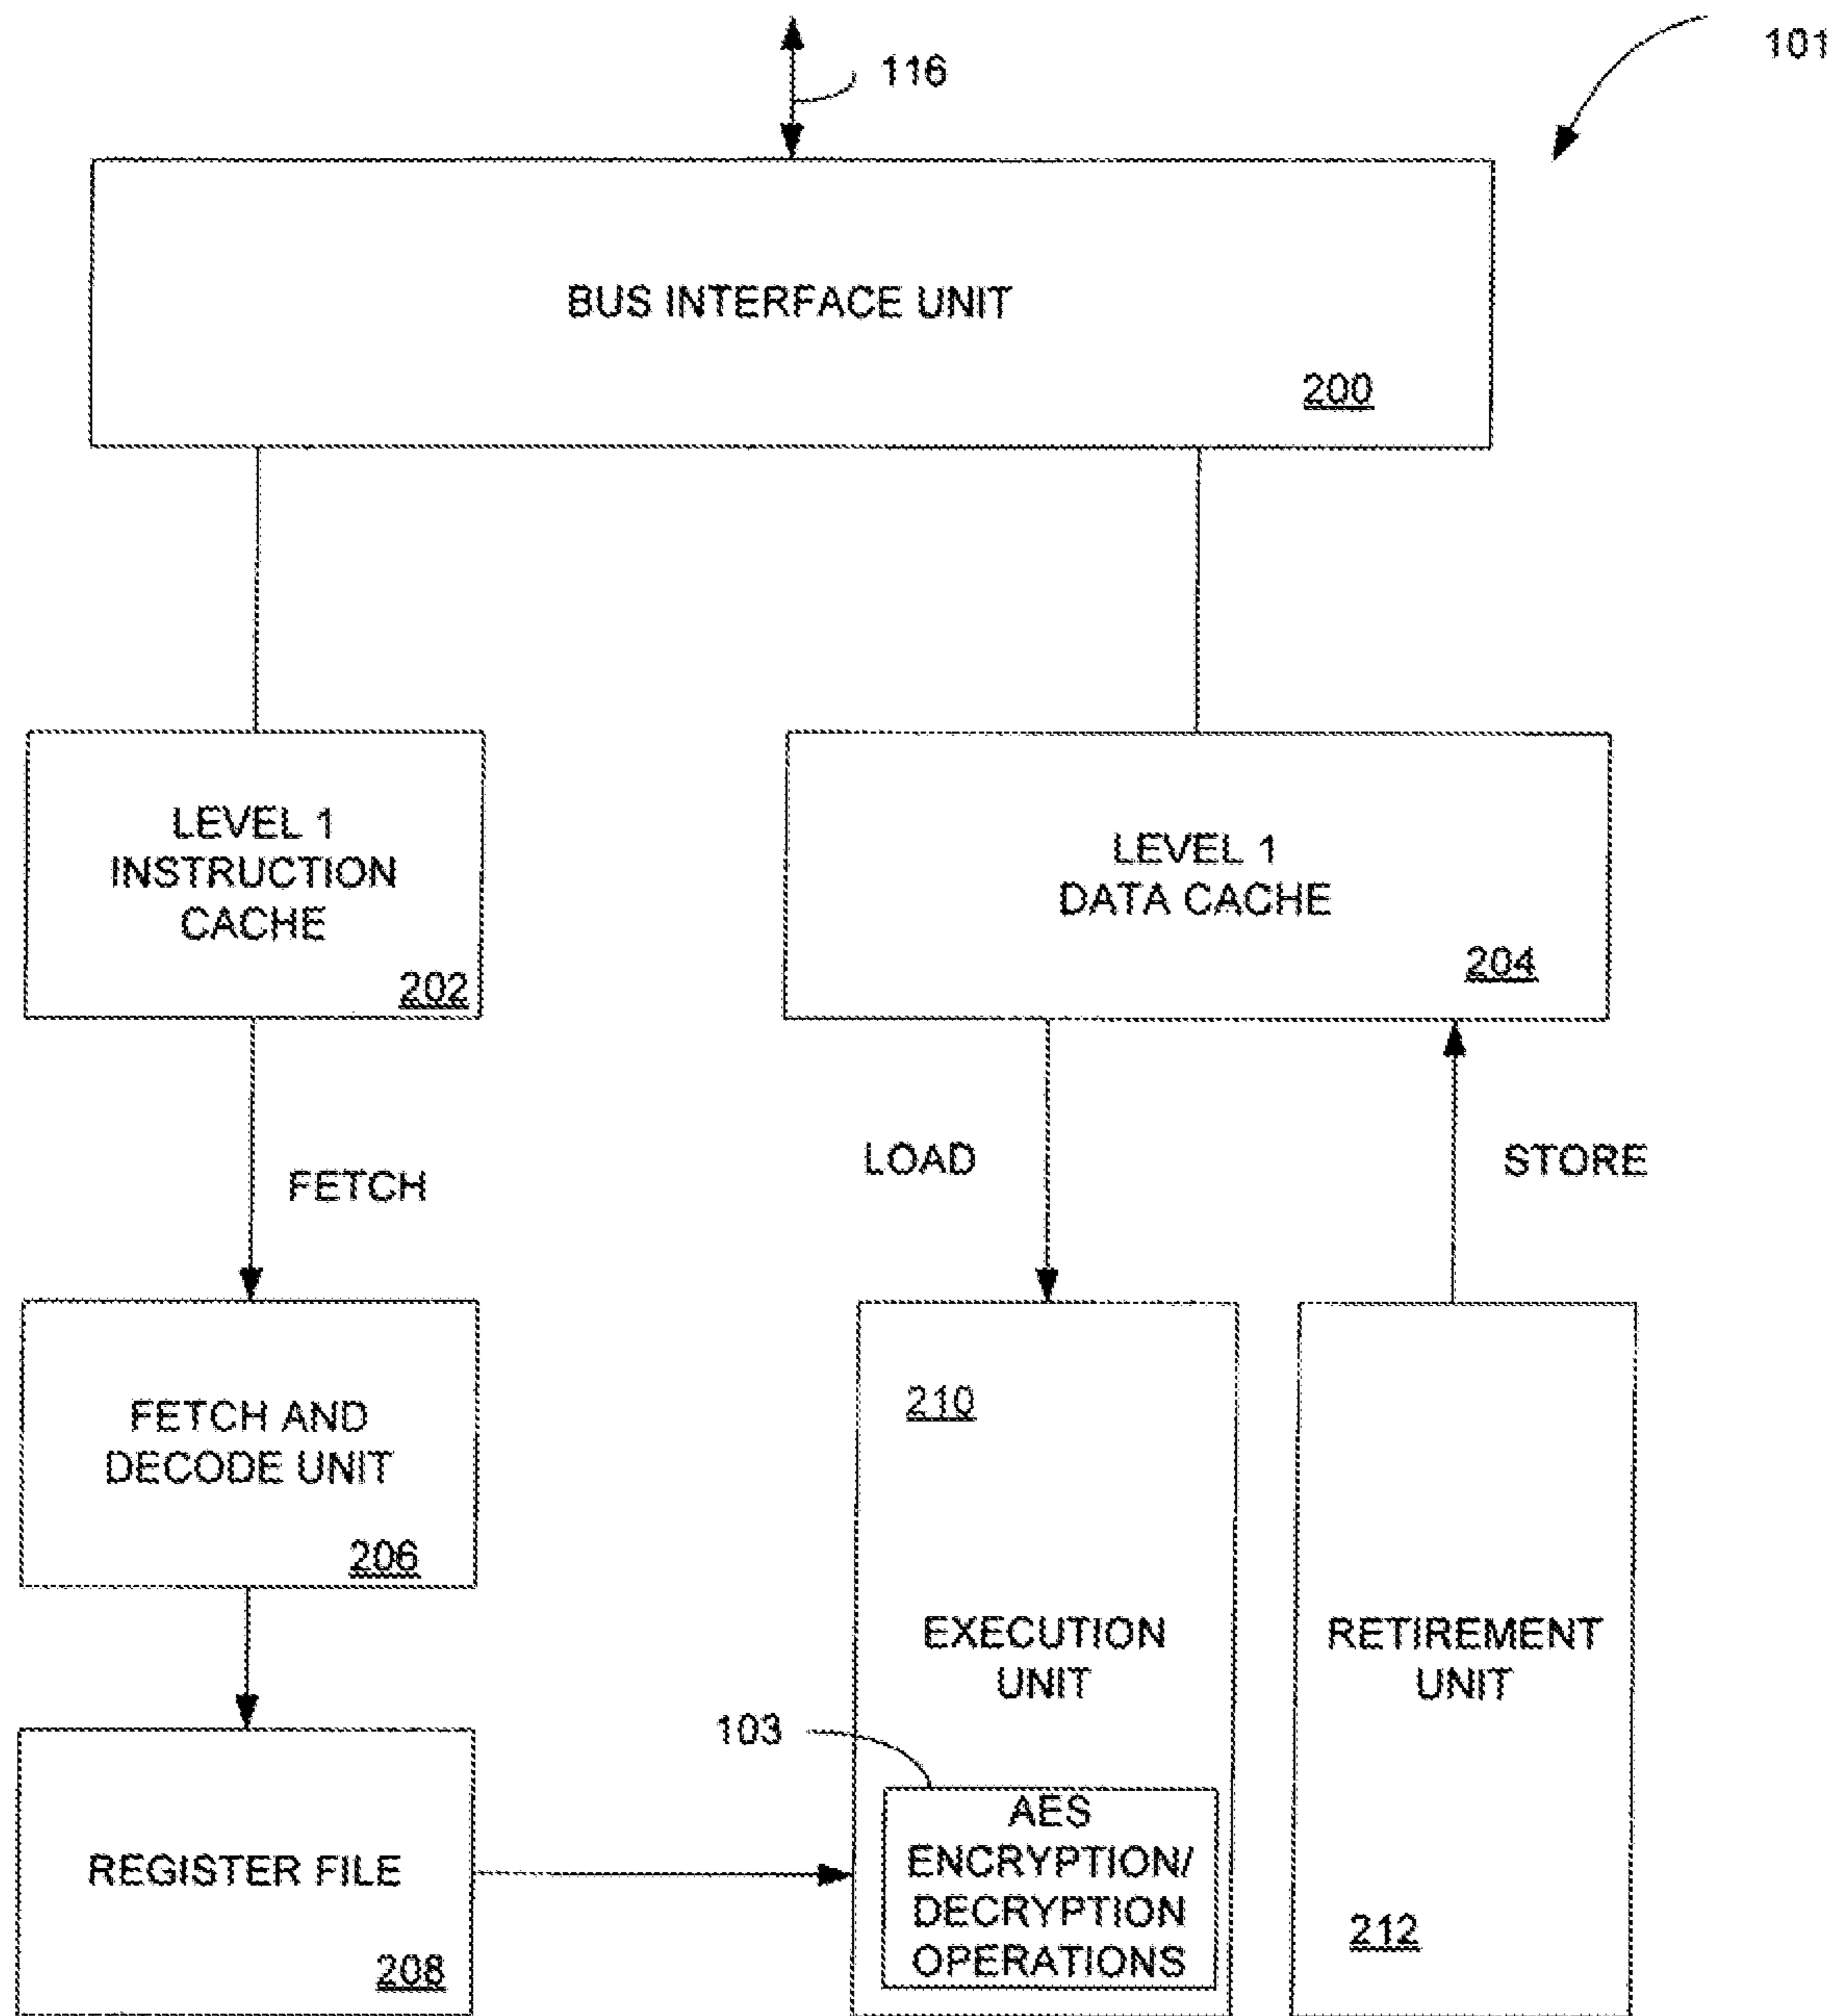 101
116
BUS INTERFACE UNIT
200
LEVEL 1
INSTRUCTION
CACHE
202
LEVEL 1
DATA CACHE
204
FETCH
LOAD
STORE
FETCH AND
DECODE UNIT
206
210
EXECUTION
UNIT
RETIREMENT
UNIT
212
103
AES
ENCRYPTION/
DECRYPTION
OPERATIONS
REGISTER FILE
208